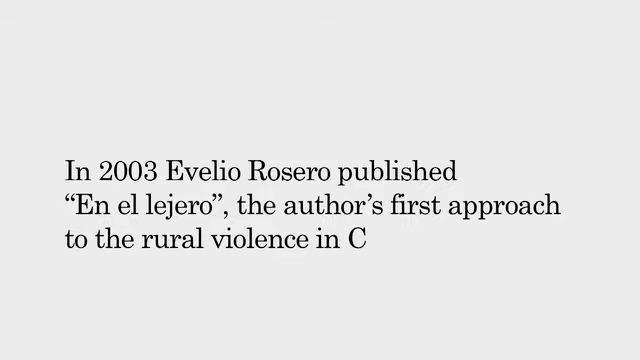 In 2003 Evelio Rosero published
“En el lejero”, the author’s first approach
to the rural violence in C